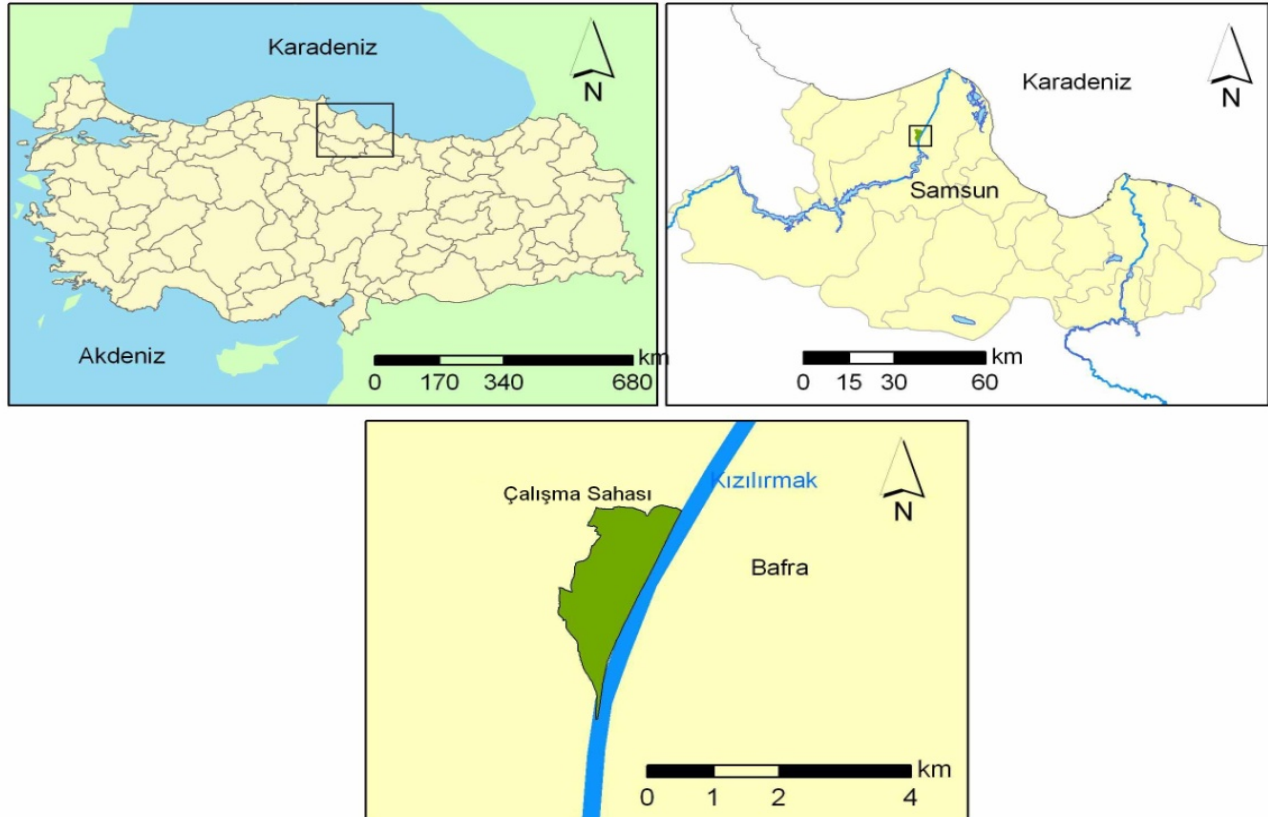 Karadeniz
N
Akdeniz
km
0 170 340 680
Karadeniz
N
Samsun
km
0 15 30 60
Kızılırmak
Çalışma Sahası
N
Bafra
km
0 1 2 4